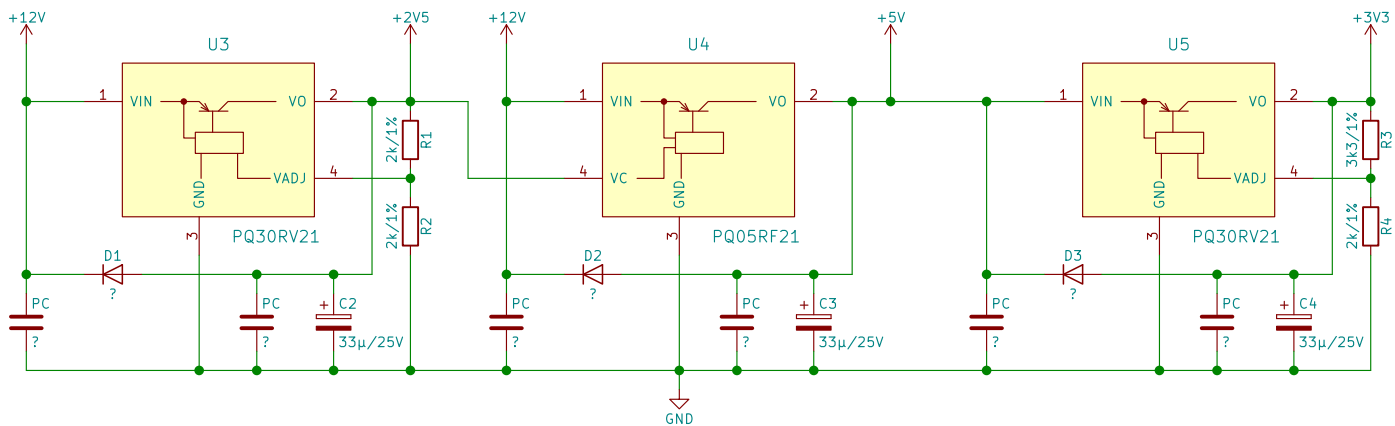 +12V
+2V5
+12V
+5V
+3V3
U3
U4
U5
1 VIN VO 2
1 VIN VO 2
1 VIN VO 2
2k/1% R1
3k3/1% R3
GND VADJ 4
4 VC GND
GND VADJ 4
2k/1% R2
2k/1% R4
3 PQ30RV21
3 PQ05RF21
3 PQ30RV21
D1
?
D2
?
D3
?
PC
?
PC
?
+ C2
33µ/25V
PC
?
PC
?
+ C3
33µ/25V
PC
?
PC
?
+ C4
33µ/25V
GND